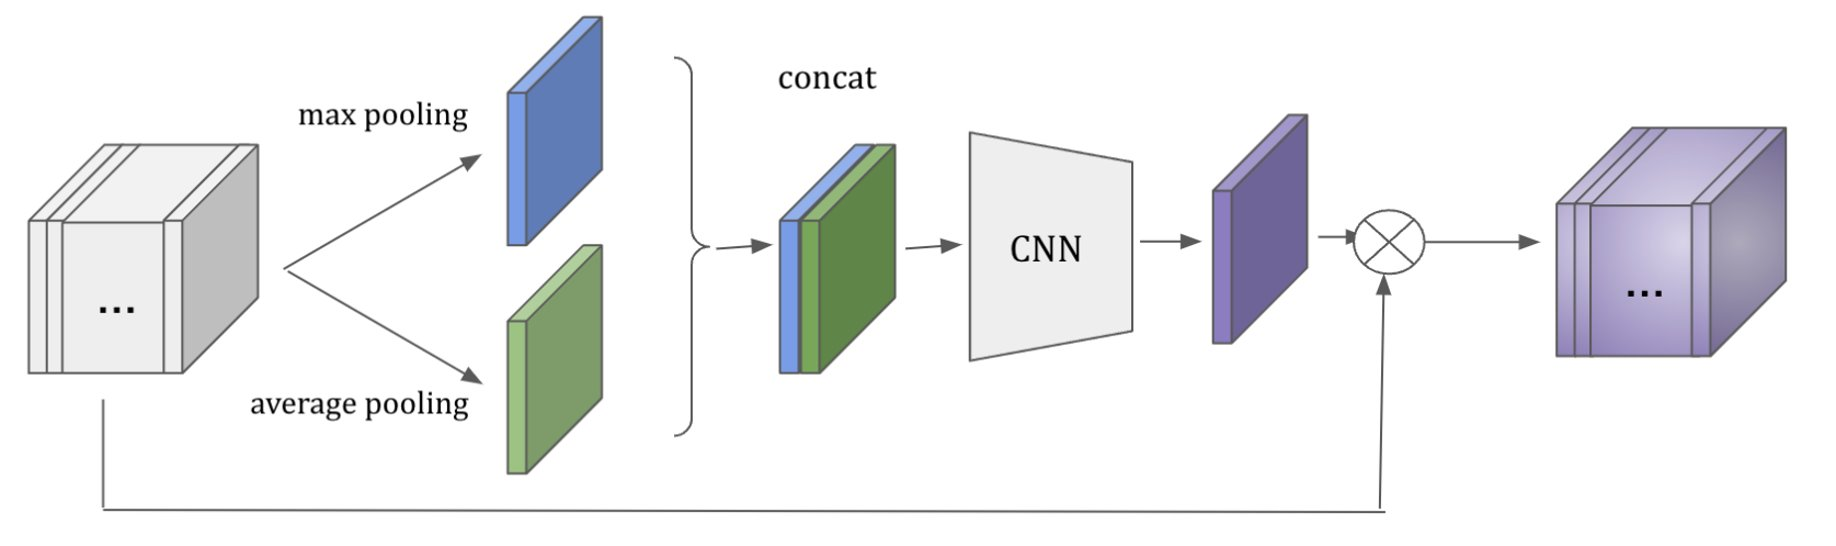 concat
max pooling
CNN
...
...
average pooling